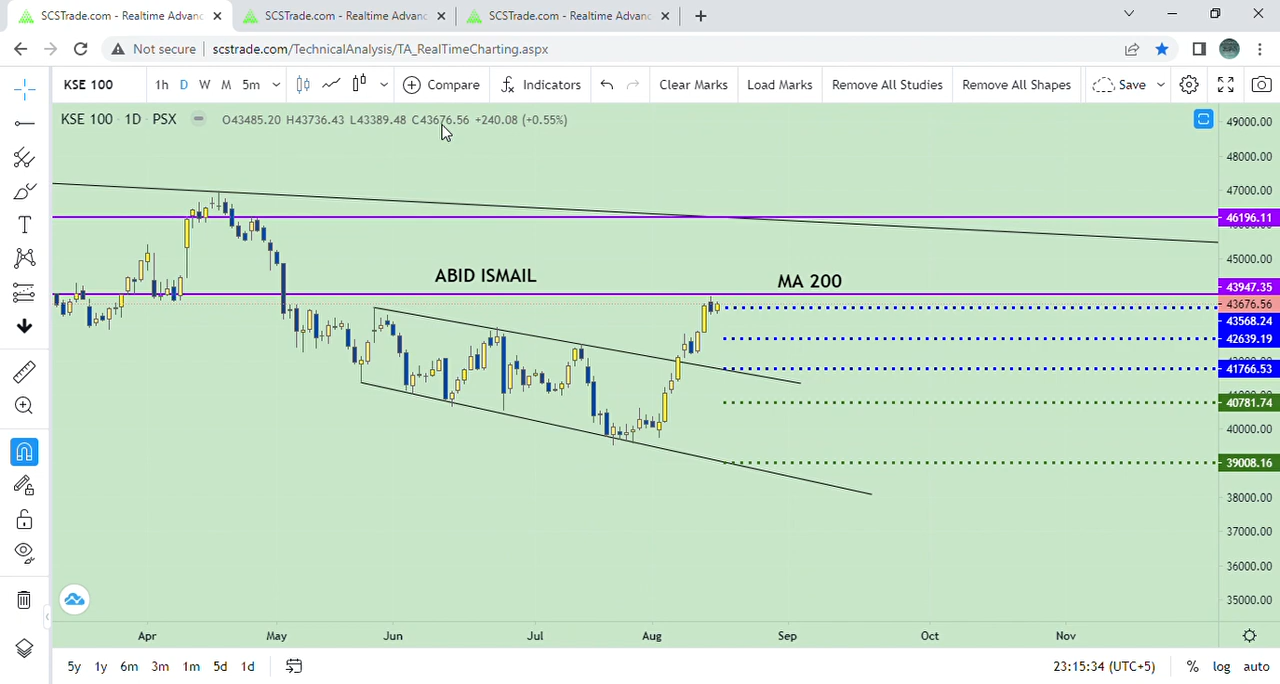 SCSTrade.com - Realtime Advanc
SCSTrade.com - Realtime Advanc
SCSTrade.com - Realtime Advanc
Not secure scstrade.com/TechnicalAnalysis/TA_RealTimeCharting.aspx
KSE 100 1h D W M 5m Compare Indicators Clear Marks Load Marks Remove All Studies Remove All Shapes Save
KSE 100 · 1D · PSX O43485.20 H43736.43 L43389.48 C43676.56 +240.08 (+0.55%)
49000.00
48000.00
47000.00
46196.11
45000.00
ABID ISMAIL
MA 200
43947.35
43676.56
43568.24
42639.19
41766.53
40781.74
40000.00
39008.16
38000.00
37000.00
36000.00
35000.00
Apr May Jun Jul Aug Sep Oct Nov
5y 1y 6m 3m 1m 5d 1d 23:15:34 (UTC+5) % log auto